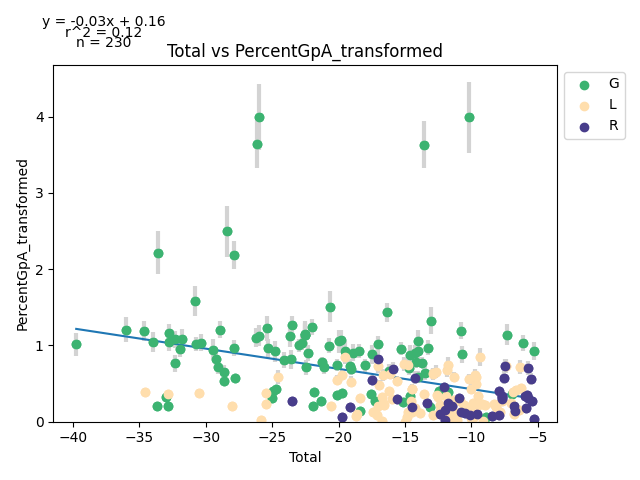 y = -0.03x + 0.16
r^2 = 0.12
n = 230
Total vs PercentGpA_transformed
G
L
R
PercentGpA_transformed
4
3
2
1
0
−40
−35
−30
−25
−20
−15
−10
−5
Total